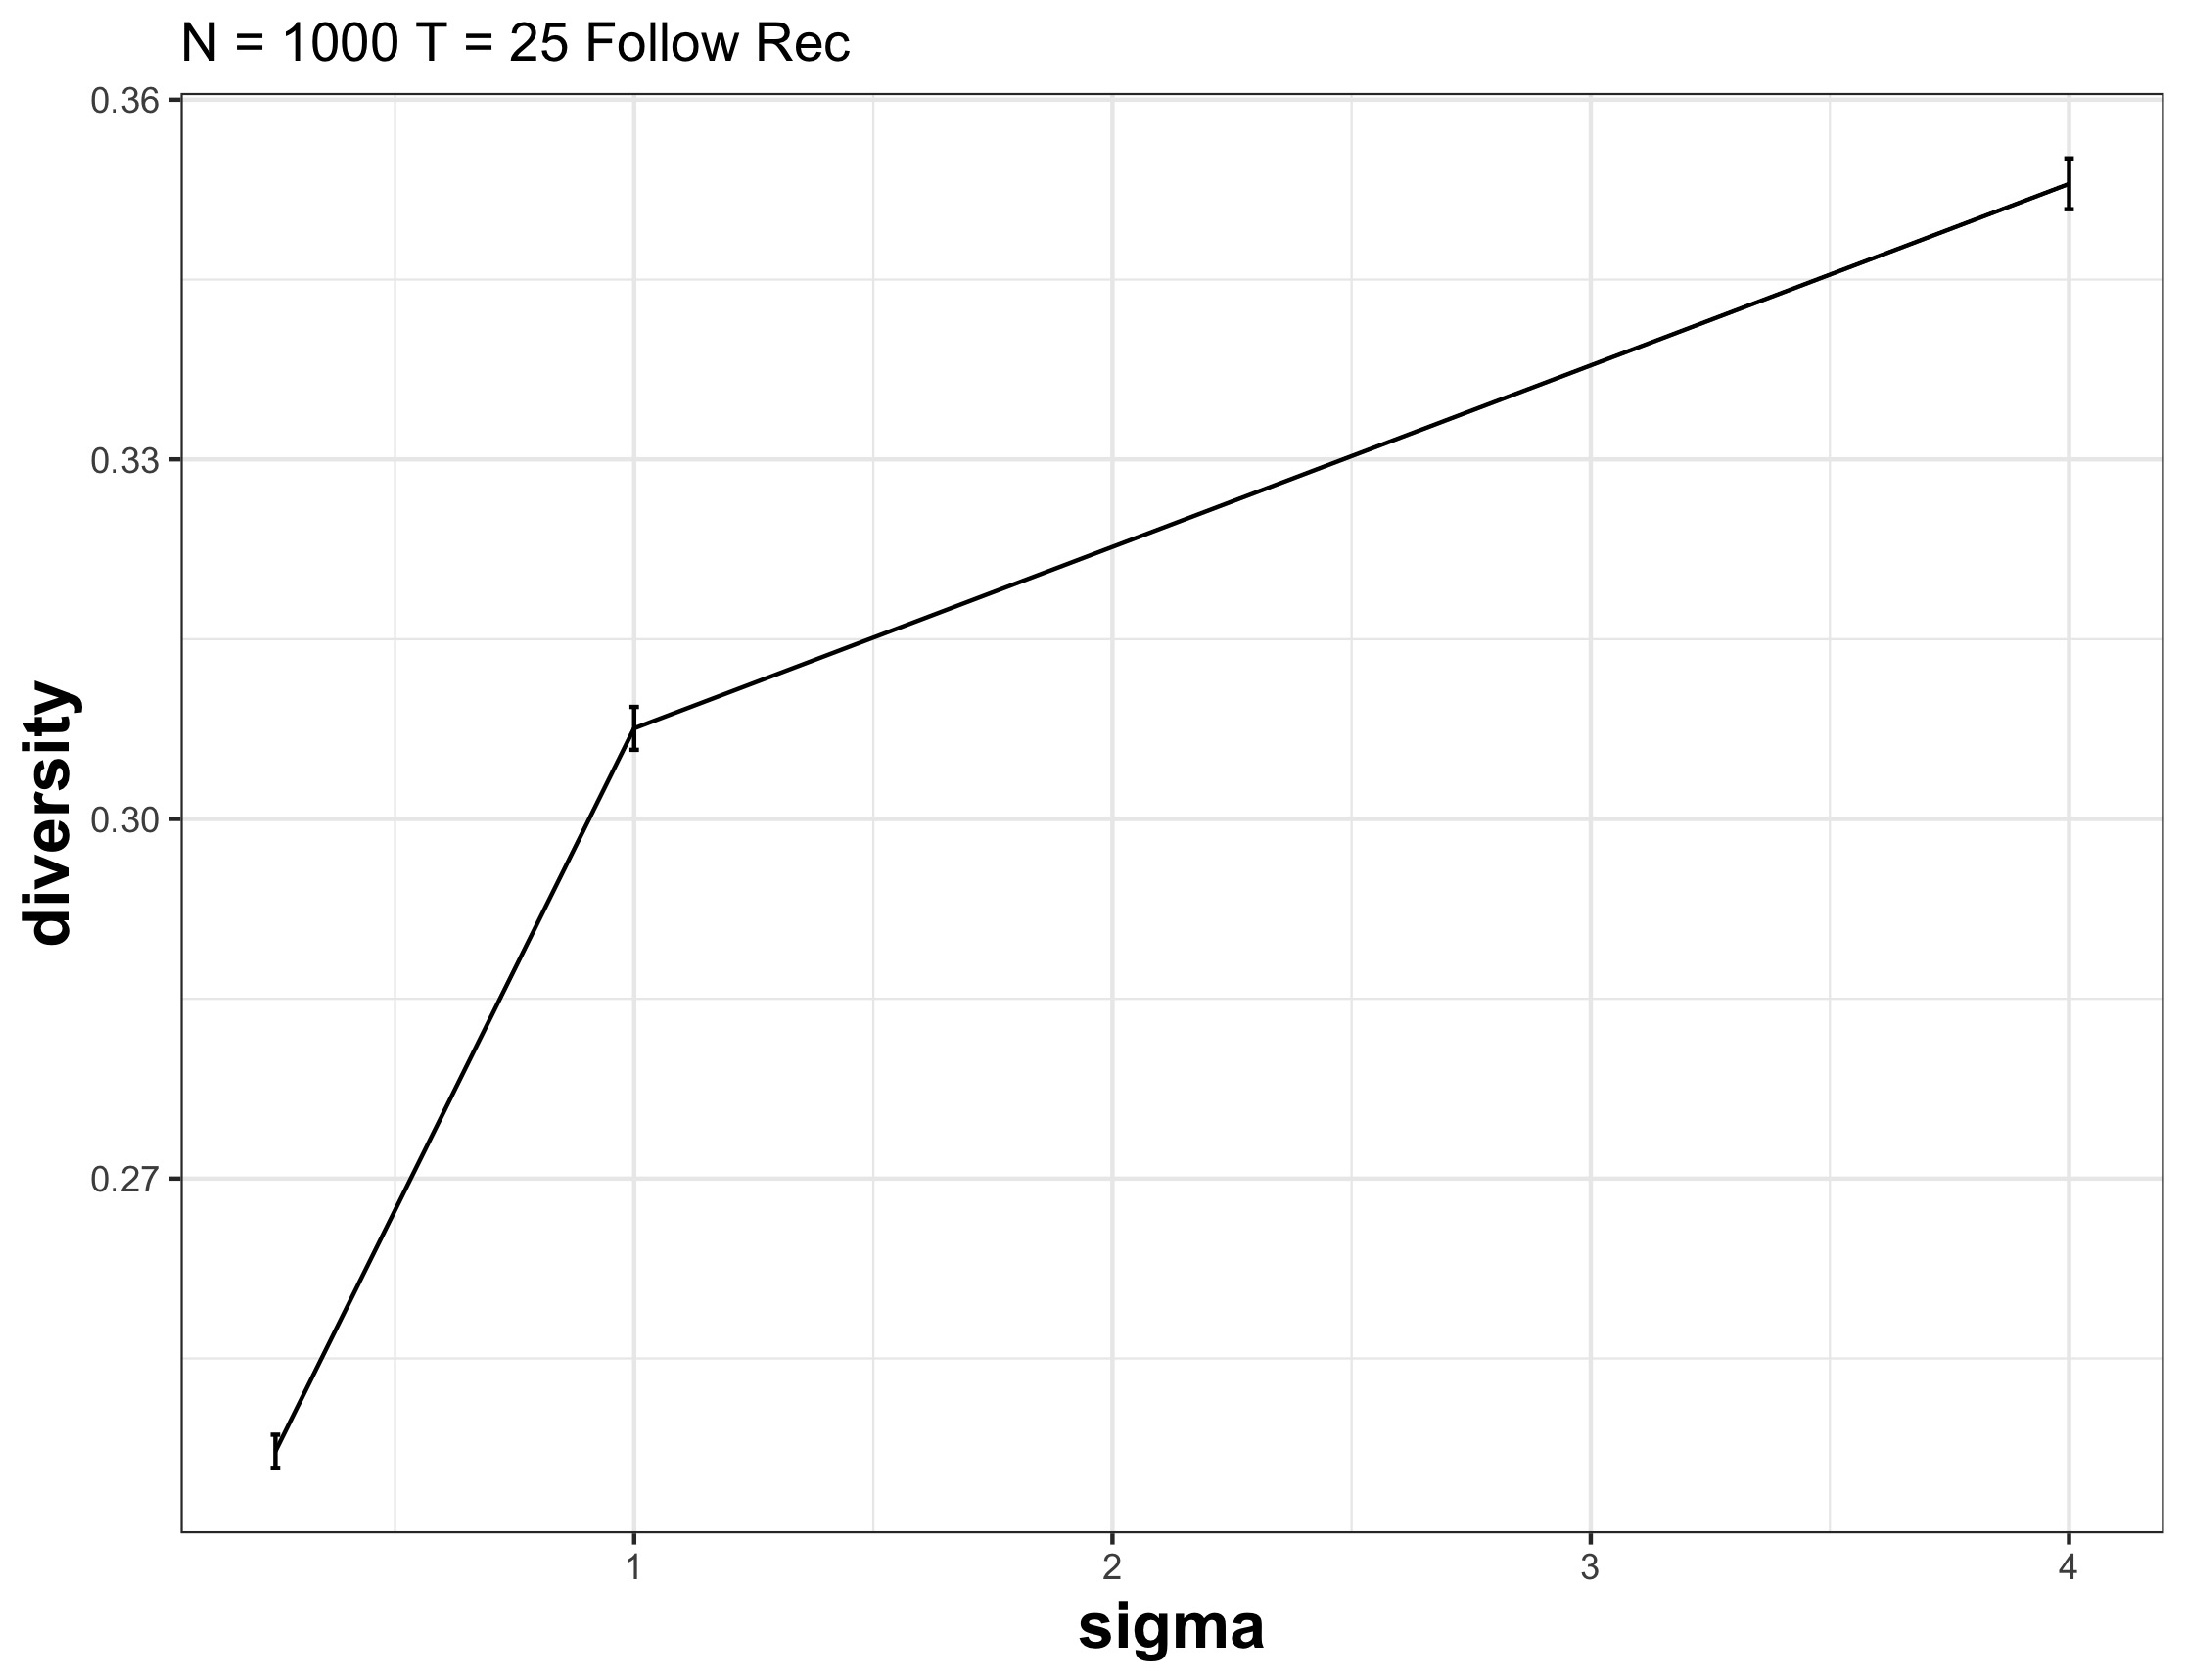 N = 1000 T = 25 Follow Rec
0.36
0.33
0.30
0.27
diversity
1 2 3 4
sigma